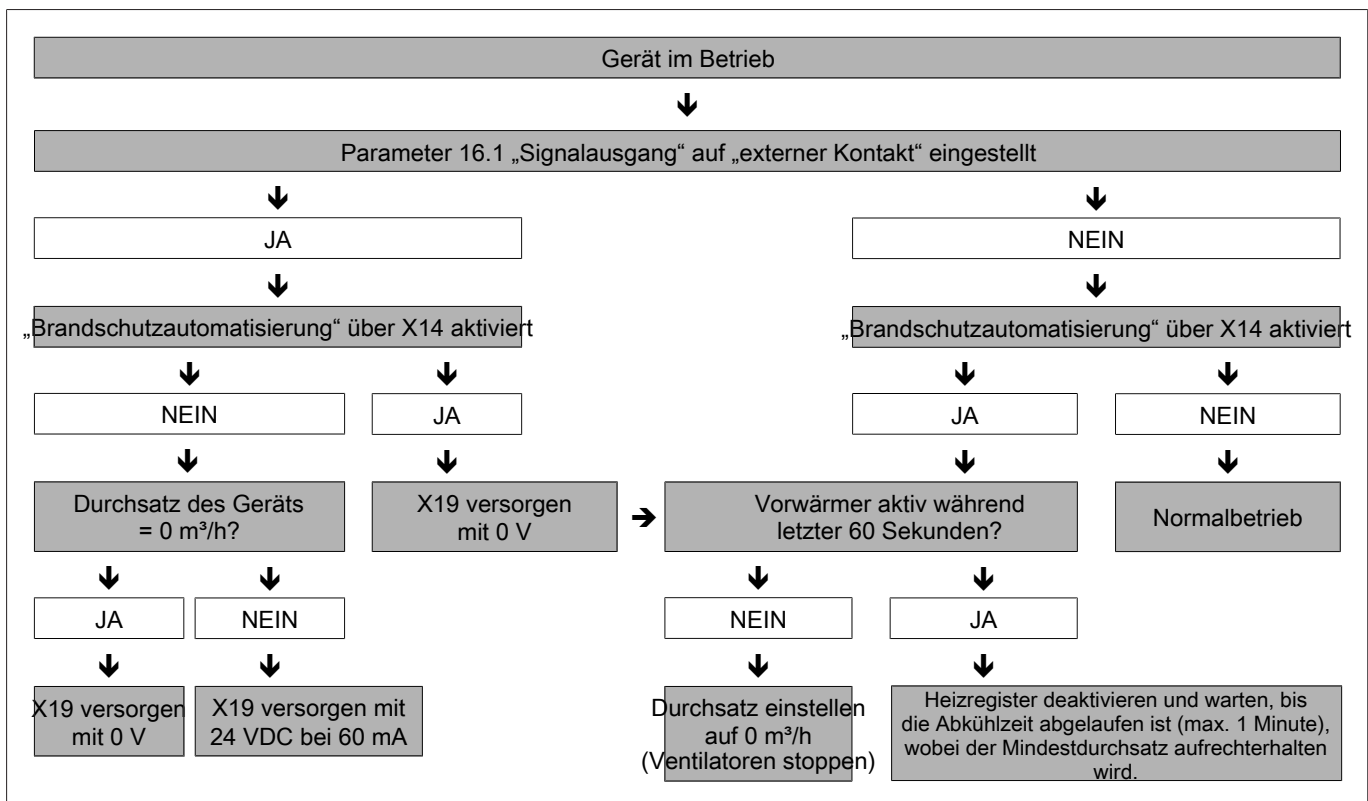 Gerät im Betrieb
Parameter 16.1 „Signalausgang“ auf „externer Kontakt“ eingestellt
JA
NEIN
„Brandschutzautomatisierung“ über X14 aktiviert
„Brandschutzautomatisierung“ über X14 aktiviert
NEIN
JA
JA
NEIN
Durchsatz des Geräts
= 0 m³/h?
X19 versorgen
mit 0 V
Vorwärmer aktiv während
letzter 60 Sekunden?
Normalbetrieb
JA
NEIN
NEIN
JA
X19 versorgen
mit 0 V
X19 versorgen mit
24 VDC bei 60 mA
Durchsatz einstellen
auf 0 m³/h
(Ventilatoren stoppen)
Heizregister deaktivieren und warten, bis
die Abkühlzeit abgelaufen ist (max. 1 Minute),
wobei der Mindestdurchsatz aufrechterhalten
wird.